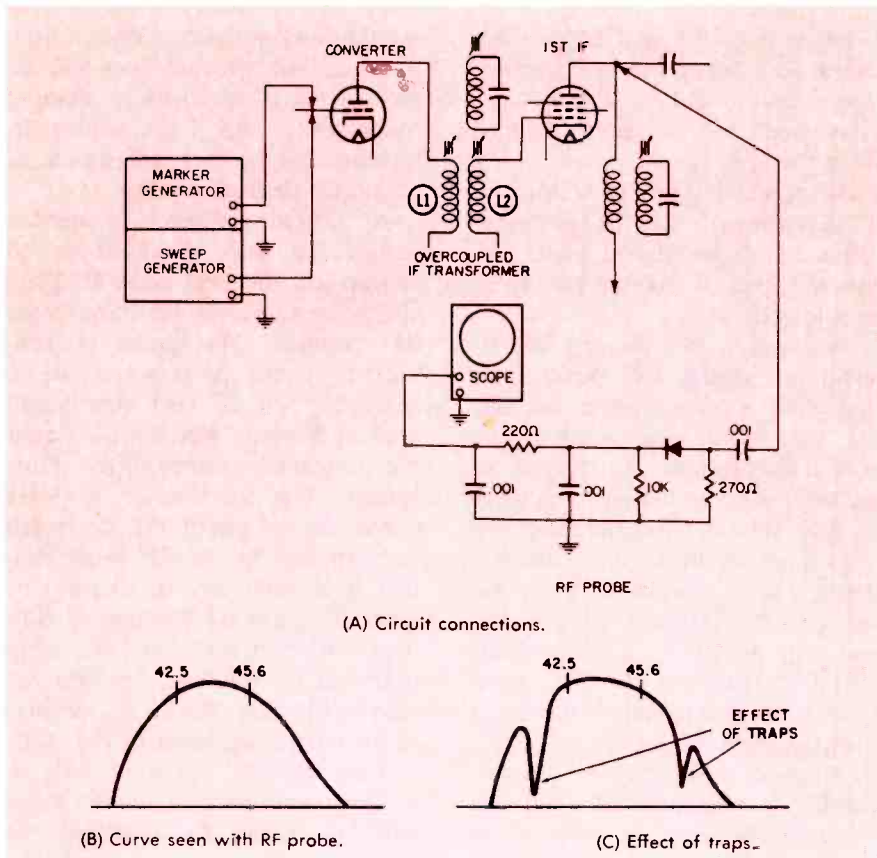 CONVERTER
1ST IF
MARKER
GENERATOR
SWEEP
GENERATOR
L1
L2
OVERCOUPLED
IF TRANSFORMER
SCOPE
220Ω
.001
.001
.001
10K
270Ω
RF PROBE
(A) Circuit connections.
42.5
45.6
42.5
45.6
EFFECT
OF TRAPS
(B) Curve seen with RF probe.
(C) Effect of traps.